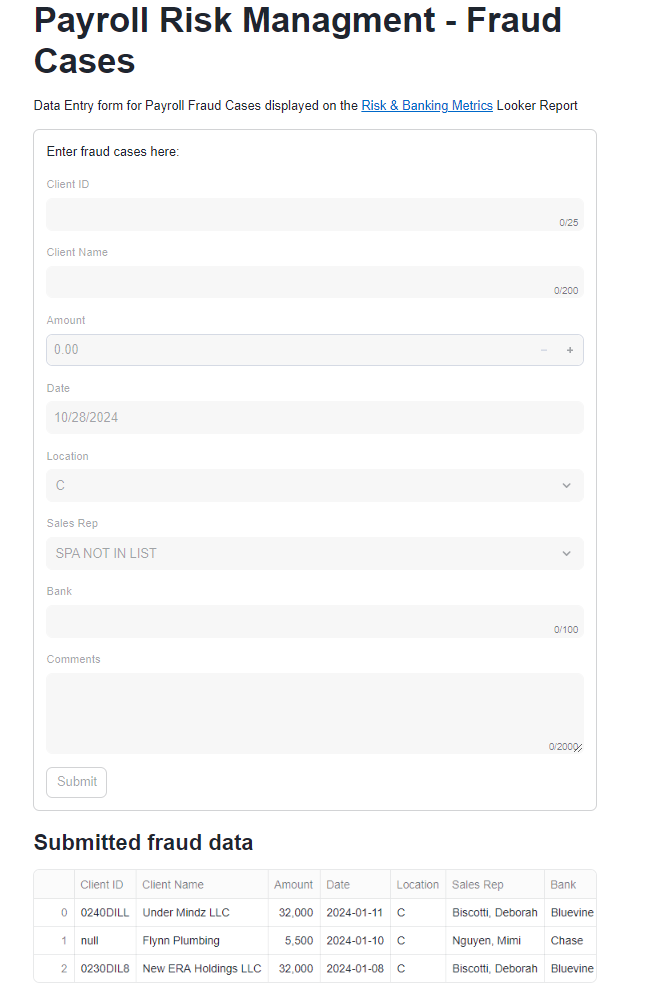 Payroll Risk Managment - Fraud
Cases
Data Entry form for Payroll Fraud Cases displayed on the Risk & Banking Metrics Looker Report
Enter fraud cases here:
Client ID
0/25
Client Name
0/200
Amount
0.00 − +
Date
10/28/2024
Location
C
Sales Rep
SPA NOT IN LIST
Bank
0/100
Comments
0/2000
Submit
Submitted fraud data
Client ID Client Name Amount Date Location Sales Rep Bank
0 0240DILL Under Mindz LLC 32,000 2024-01-11 C Biscotti, Deborah Bluevine
1 null Flynn Plumbing 5,500 2024-01-10 C Nguyen, Mimi Chase
2 0230DIL8 New ERA Holdings LLC 32,000 2024-01-08 C Biscotti, Deborah Bluevine